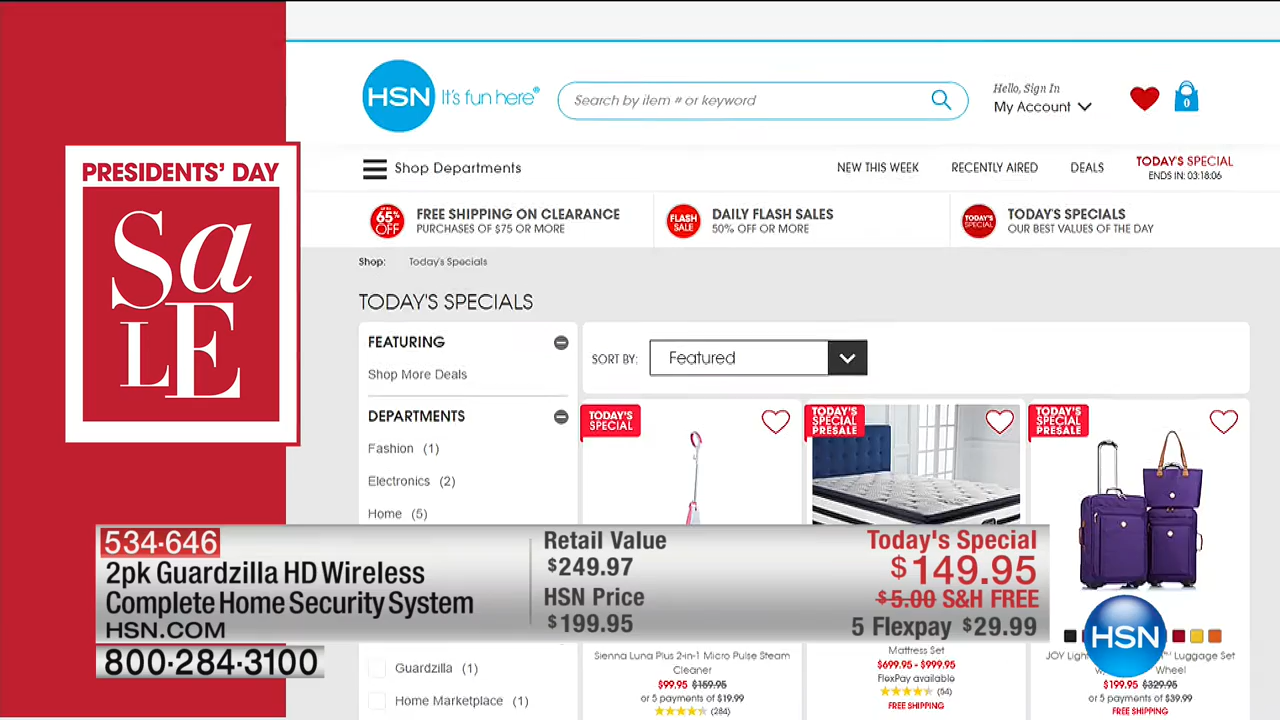 PRESIDENTS' DAY
SaLE
HSN It's fun here®
Search by item # or keyword
Hello, Sign In
My Account
0
Shop Departments
NEW THIS WEEK
RECENTLY AIRED
DEALS
TODAY'S SPECIAL
ENDS IN: 03:18:06
UP TO 65% OFF
FREE SHIPPING ON CLEARANCE
PURCHASES OF $75 OR MORE
FLASH SALE
DAILY FLASH SALES
50% OFF OR MORE
TODAY'S SPECIAL
TODAY'S SPECIALS
OUR BEST VALUES OF THE DAY
Shop: Today's Specials
TODAY'S SPECIALS
FEATURING
Shop More Deals
DEPARTMENTS
Fashion (1)
Electronics (2)
Home (5)
SORT BY: Featured
TODAY'S SPECIAL
TODAY'S SPECIAL PRESALE
TODAY'S SPECIAL PRESALE
534-646
2pk Guardzilla HD Wireless
Complete Home Security System
HSN.COM
800-284-3100
Retail Value
$249.97
HSN Price
$199.95
Today's Special
$149.95
$5.00 S&H FREE
5 Flexpay $29.99
HSN
Guardzilla (1)
Home Marketplace (1)
Sienna Luna Plus 2-in-1 Micro Pulse Steam
Cleaner
$99.95 $159.95
or 5 payments of $19.99
(284)
Mattress Set
$699.95 - $999.95
FlexPay available
(54)
FREE SHIPPING
JOY
Luggage Set
Wheel
$199.95 $329.95
or 5 payments of $39.99
FREE SHIPPING